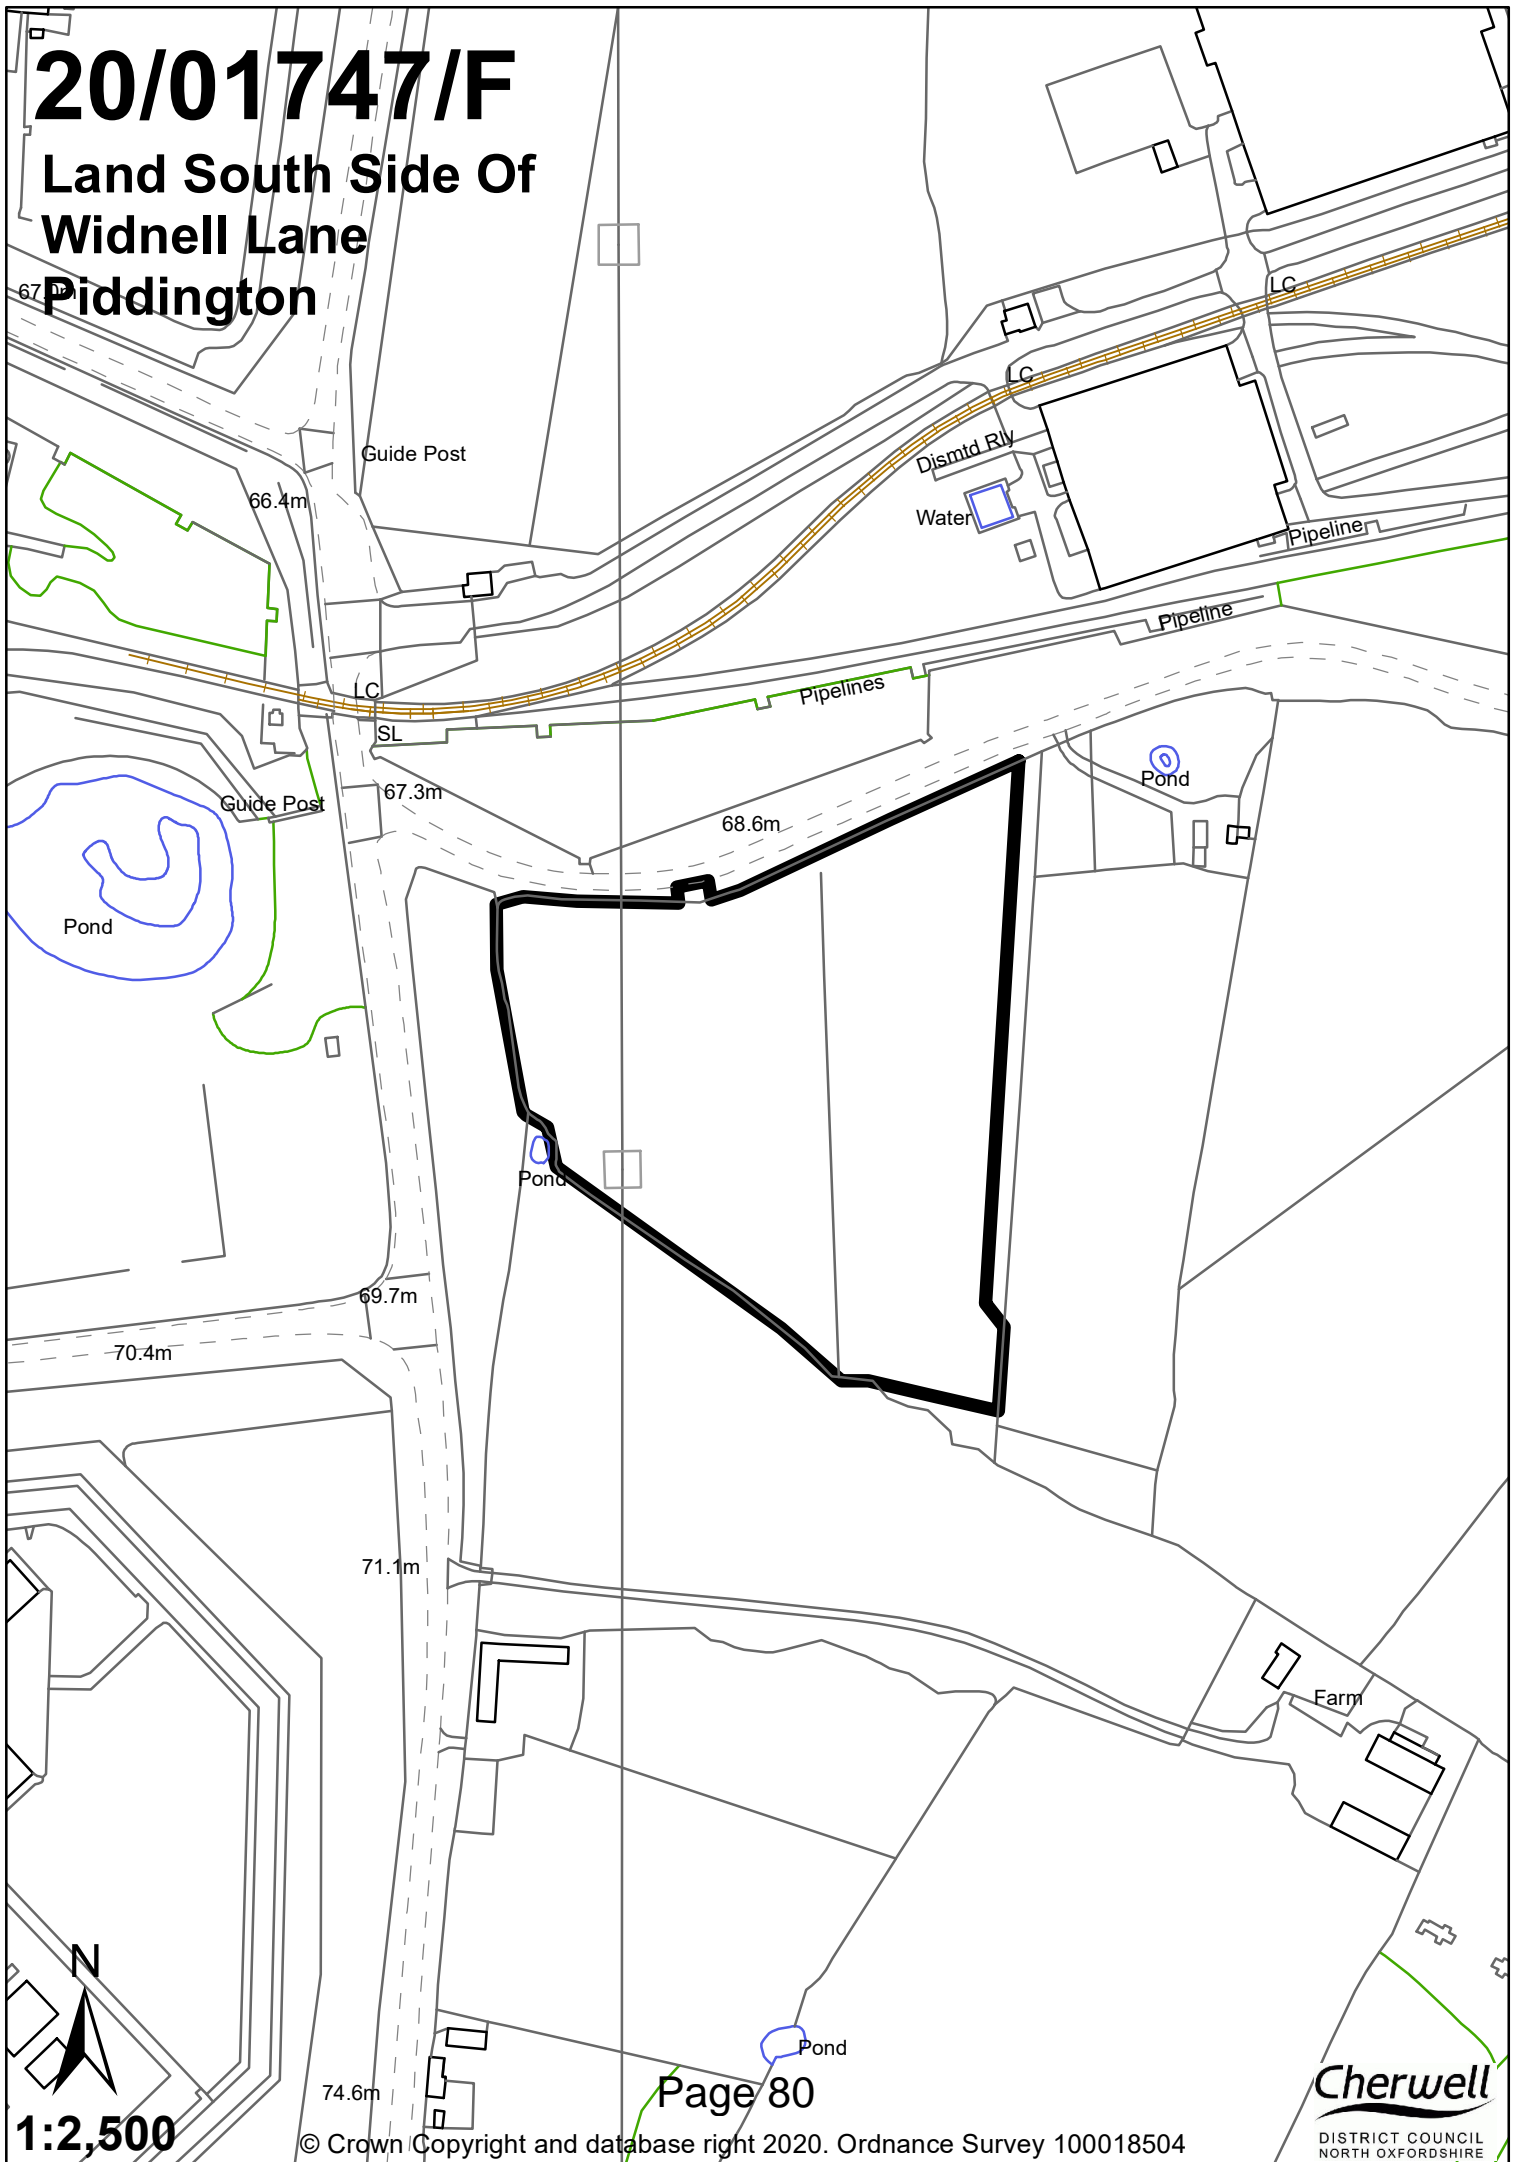 20/01747/F
Land South Side Of
Widnell Lane
Piddington
67.0m
LC
LC
Guide Post
Dismtd Rly
66.4m
Water
Pipeline
Pipeline
LC
Pipelines
SL
Pond
67.3m
Guide Post
68.6m
Pond
Pond
69.7m
70.4m
71.1m
Farm
N
Pond
74.6m
Page 80
Cherwell
1:2,500
DISTRICT COUNCIL
NORTH OXFORDSHIRE
© Crown Copyright and database right 2020. Ordnance Survey 100018504